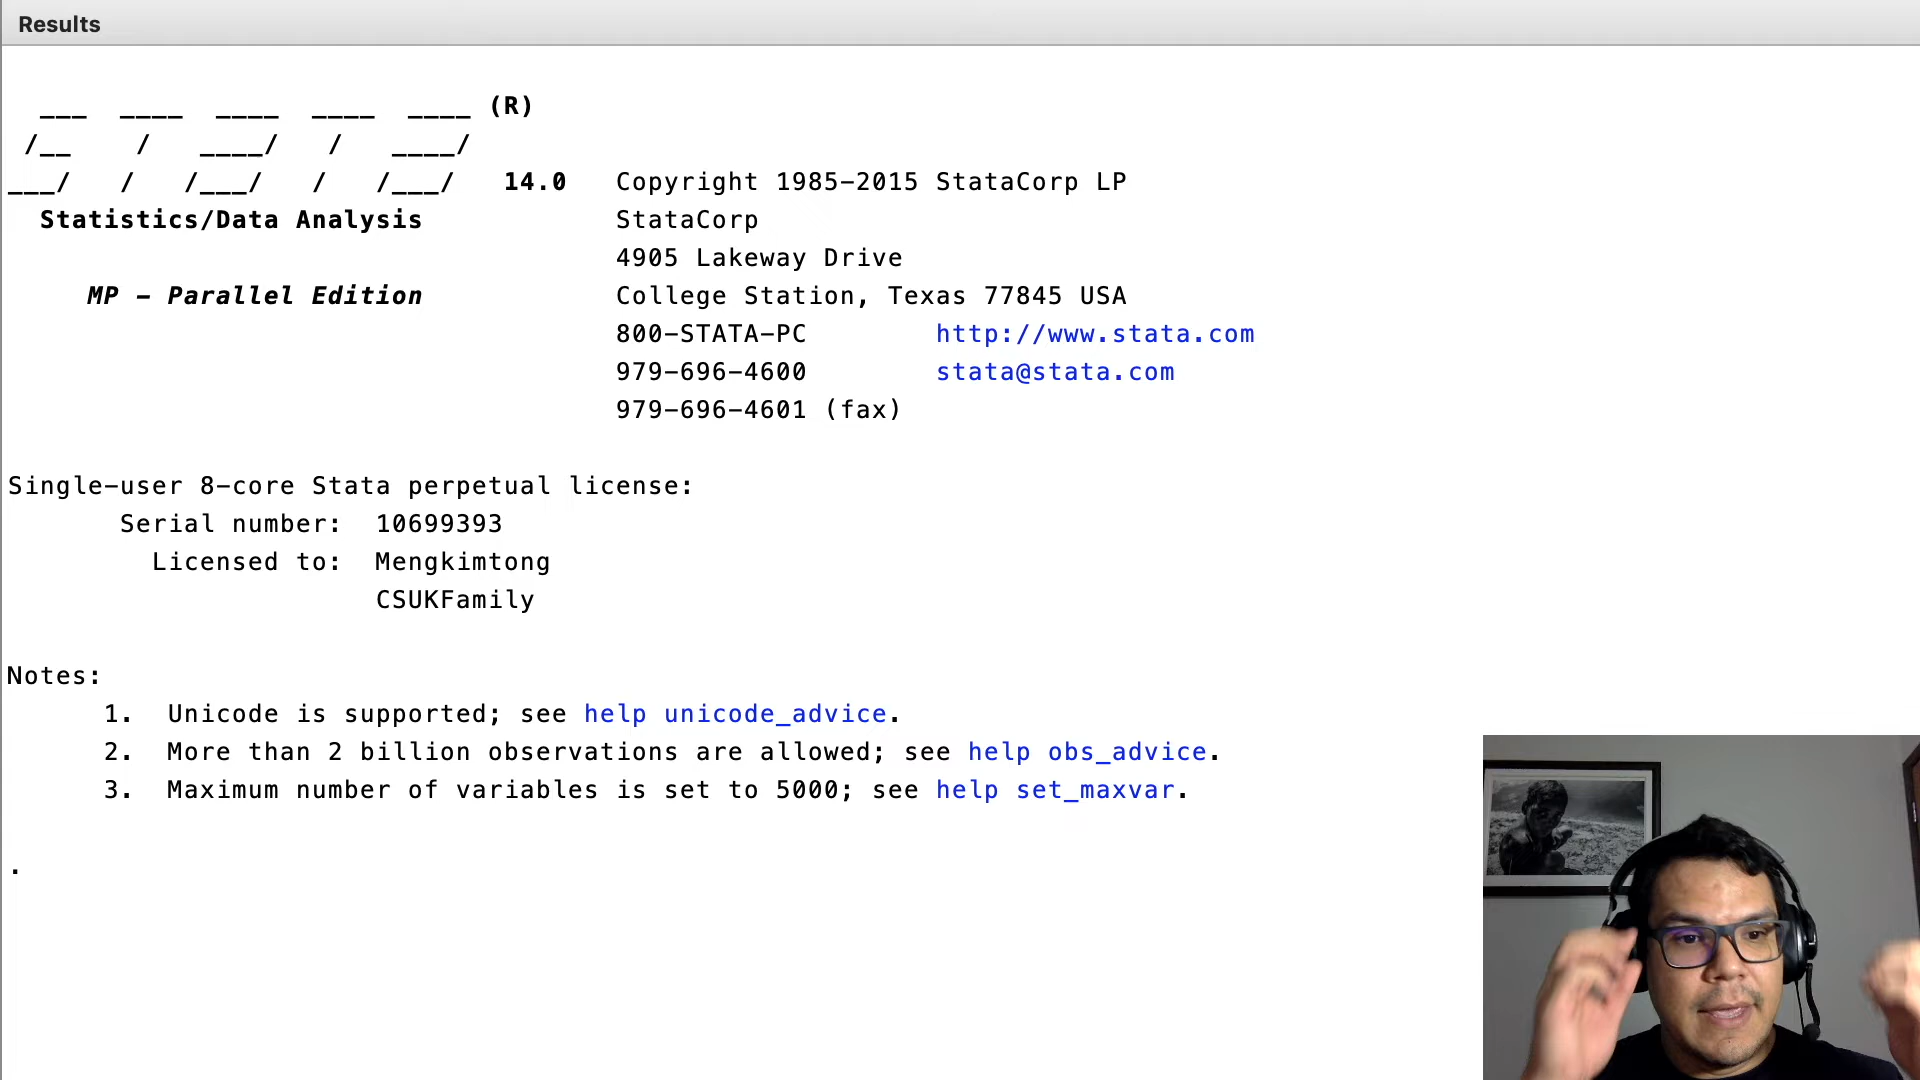 Results
(R)
14.0 Copyright 1985-2015 StataCorp LP
Statistics/Data Analysis StataCorp
4905 Lakeway Drive
MP - Parallel Edition College Station, Texas 77845 USA
800-STATA-PC http://www.stata.com
979-696-4600 stata@stata.com
979-696-4601 (fax)
Single-user 8-core Stata perpetual license:
Serial number: 10699393
Licensed to: Mengkimtong
CSUKFamily
Notes:
1. Unicode is supported; see help unicode_advice.
2. More than 2 billion observations are allowed; see help obs_advice.
3. Maximum number of variables is set to 5000; see help set_maxvar.
.